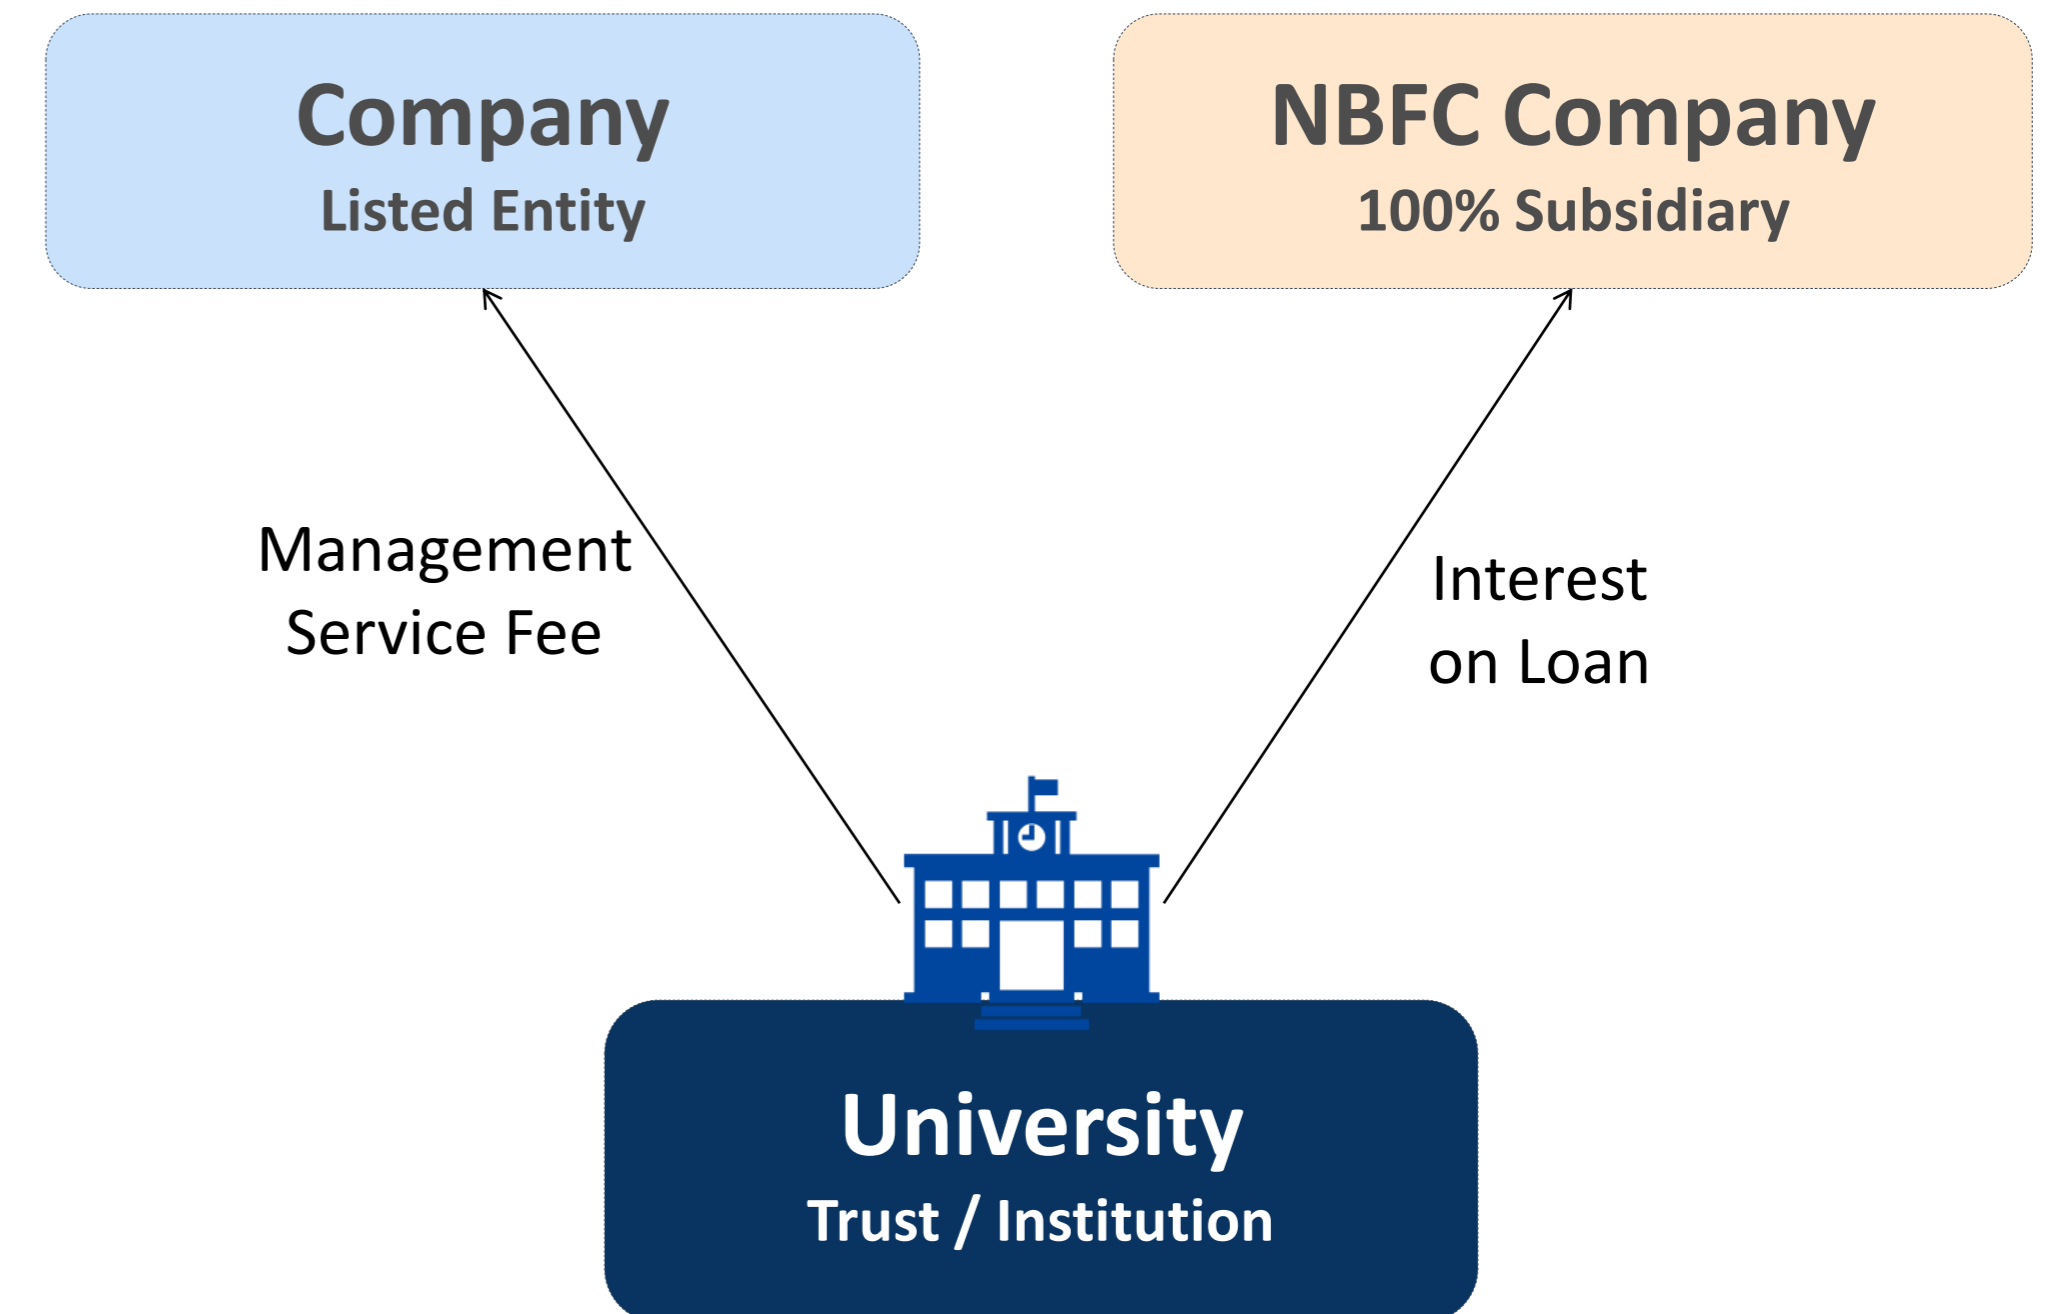 Company
Listed Entity
NBFC Company
100% Subsidiary
Management
Service Fee
Interest
on Loan
University
Trust / Institution